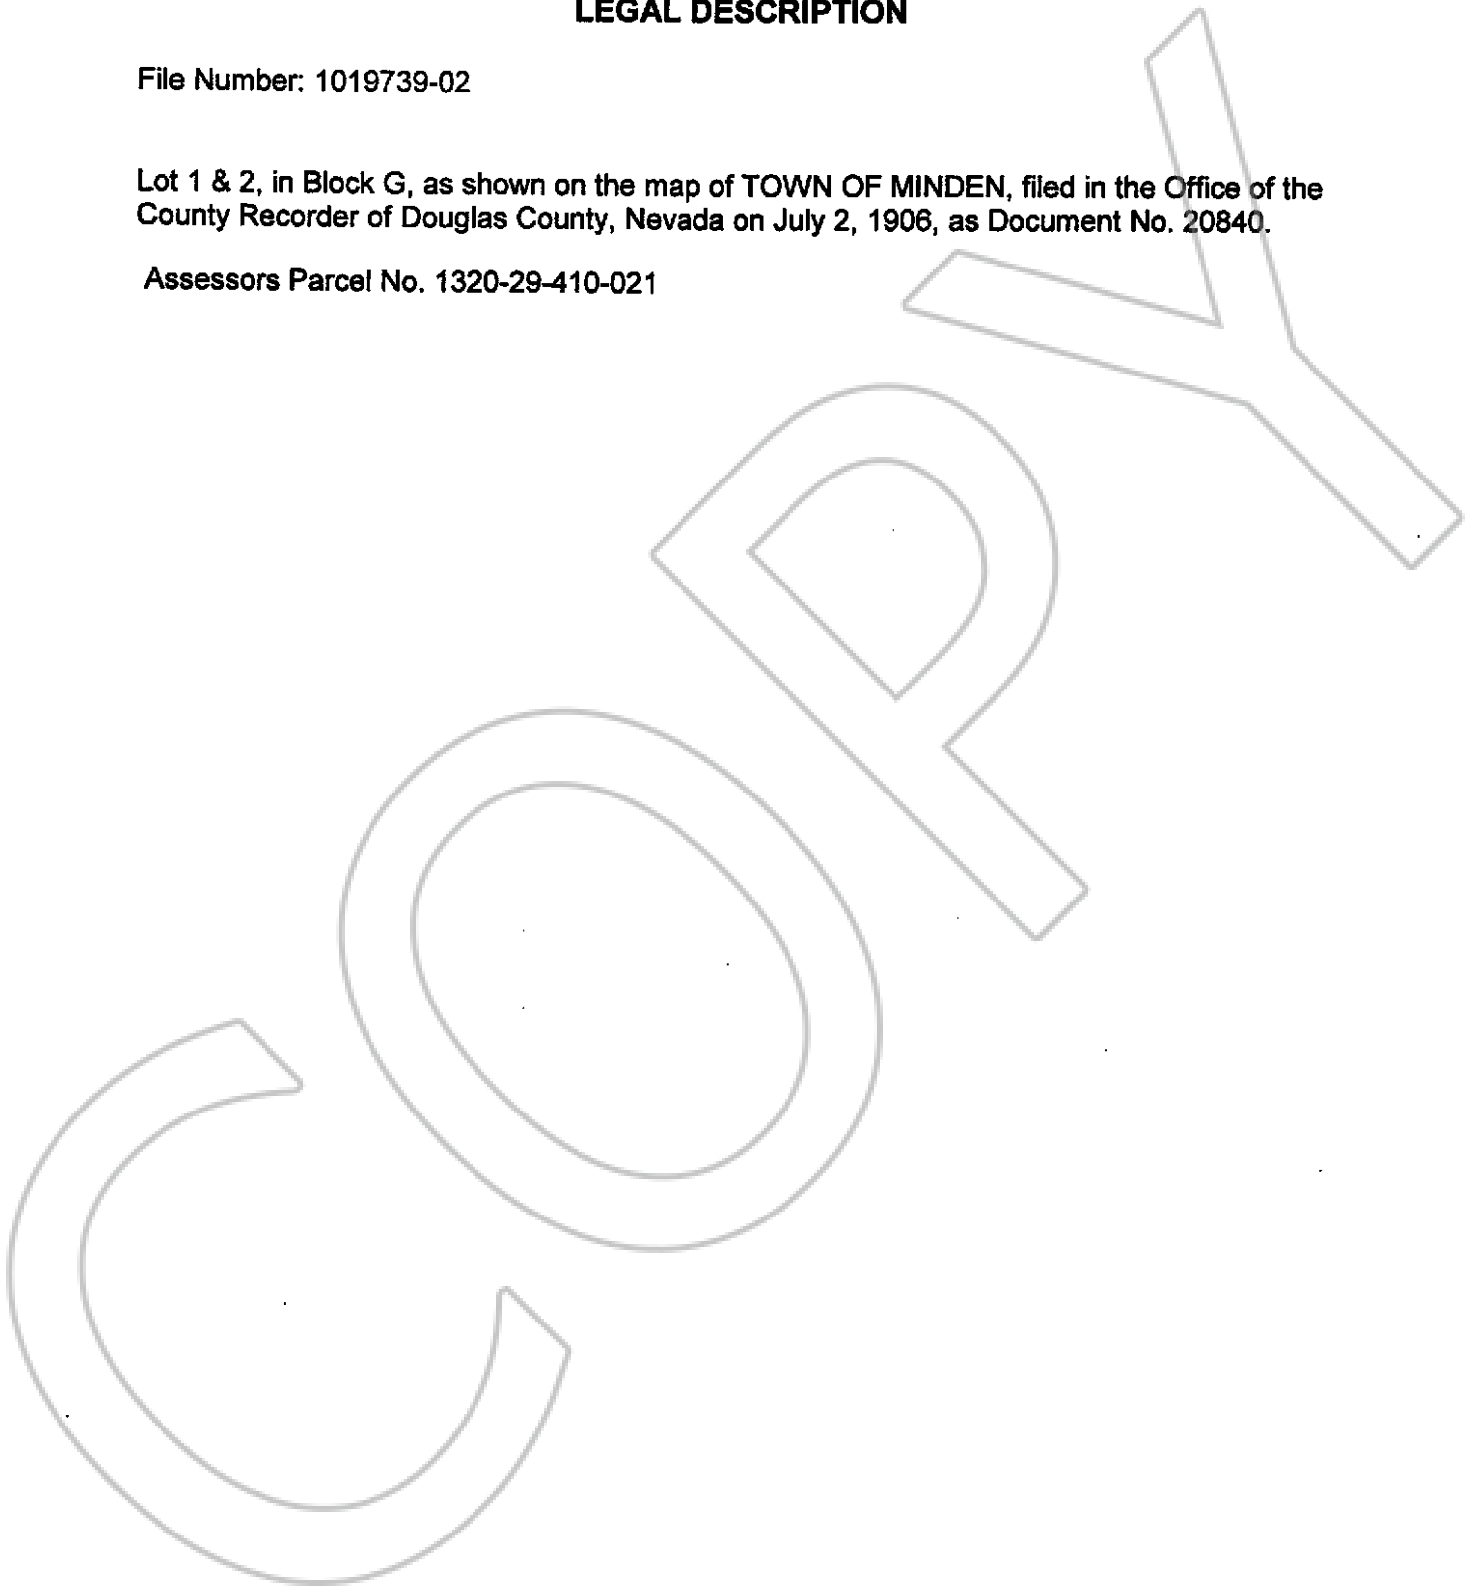 LEGAL DESCRIPTION
File Number: 1019739-02
Lot 1 & 2, in Block G, as shown on the map of TOWN OF MINDEN, filed in the Office of the
County Recorder of Douglas County, Nevada on July 2, 1906, as Document No. 20840.
Assessors Parcel No. 1320-29-410-021
COPY